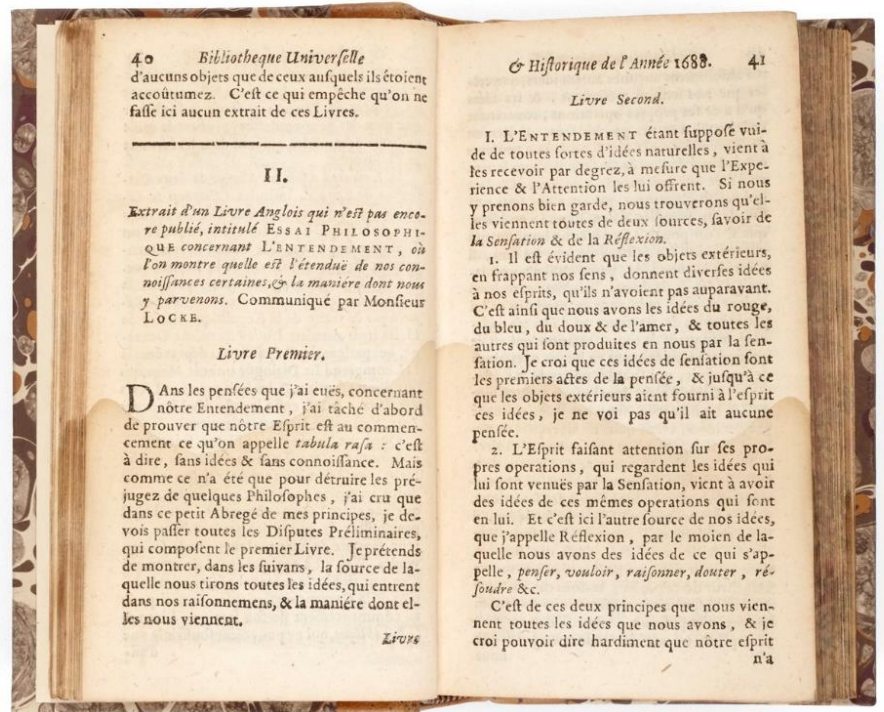 40 Bibliotheque Universelle
d'aucuns objets que de ceux ausquels ils étoient
accoûtumez. C'eſt ce qui empêche qu'on ne
faſſe ici aucun extrait de ces Livres.
II.
Extrait d'un Livre Anglois qui n'eſt pas enco-
re publié, intitulé ESSAI PHILOSOPHI-
QUE concernant L'ENTENDEMENT, où
l'on montre quelle eſt l'étenduë de nos con-
noiſſances certaines, & la maniére dont nous
y parvenons. Communiqué par Monſieur
LOCKE.
Livre Premier.
DAns les penſées que j'ai euës, concernant
nôtre Entendement, j'ai tâché d'abord
de prouver que nôtre Eſprit eſt au commen-
cement ce qu'on appelle tabula raſa : c'eſt
à dire, ſans idées & ſans connoiſſance. Mais
comme ce n'a été que pour détruire les pré-
jugez de quelques Philoſophes, j'ai cru que
dans ce petit Abregé de mes principes, je de-
vois paſſer toutes les Diſputes Préliminaires,
qui compoſent le premier Livre. Je prétends
de montrer, dans les ſuivans, la ſource de la-
quelle nous tirons toutes les idées, qui entrent
dans nos raiſonnemens, & la maniére dont el-
les nous viennent.
Livre
& Hiſtorique de l'Année 1688. 41
Livre Second.
I. L'ENTENDEMENT étant ſuppoſé vui-
de de toutes ſortes d'idées naturelles, vient à
les recevoir par degrez, à meſure que l'Expe-
rience & l'Attention les lui offrent. Si nous
y prenons bien garde, nous trouverons qu'el-
les viennent toutes de deux ſources, ſavoir de
la Senſation & de la Réflexion.
1. Il eſt évident que les objets extérieurs,
en frappant nos ſens, donnent diverſes idées
à nos eſprits, qu'ils n'avoient pas auparavant.
C'eſt ainſi que nous avons les idées du rouge,
du bleu, du doux & de l'amer, & toutes les
autres qui ſont produites en nous par la ſen-
ſation. Je croi que ces idées de ſenſation ſont
les premiers actes de la penſée, & juſqu'à ce
que les objets extérieurs aient fourni à l'eſprit
ces idées, je ne voi pas qu'il ait aucune
penſée.
2. L'Eſprit faiſant attention ſur ſes pro-
pres operations, qui regardent les idées qui
lui ſont venuës par la Senſation, vient à avoir
des idées de ces mêmes operations qui ſont
en lui. Et c'eſt ici l'autre ſource de nos idées,
que j'appelle Réflexion, par le moien de la-
quelle nous avons des idées de ce qui s'ap-
pelle, penſer, vouloir, raiſonner, douter, ré-
ſoudre &c.
C'eſt de ces deux principes que nous vien-
nent toutes les idées que nous avons, & je
croi pouvoir dire hardiment que nôtre eſprit
n'a